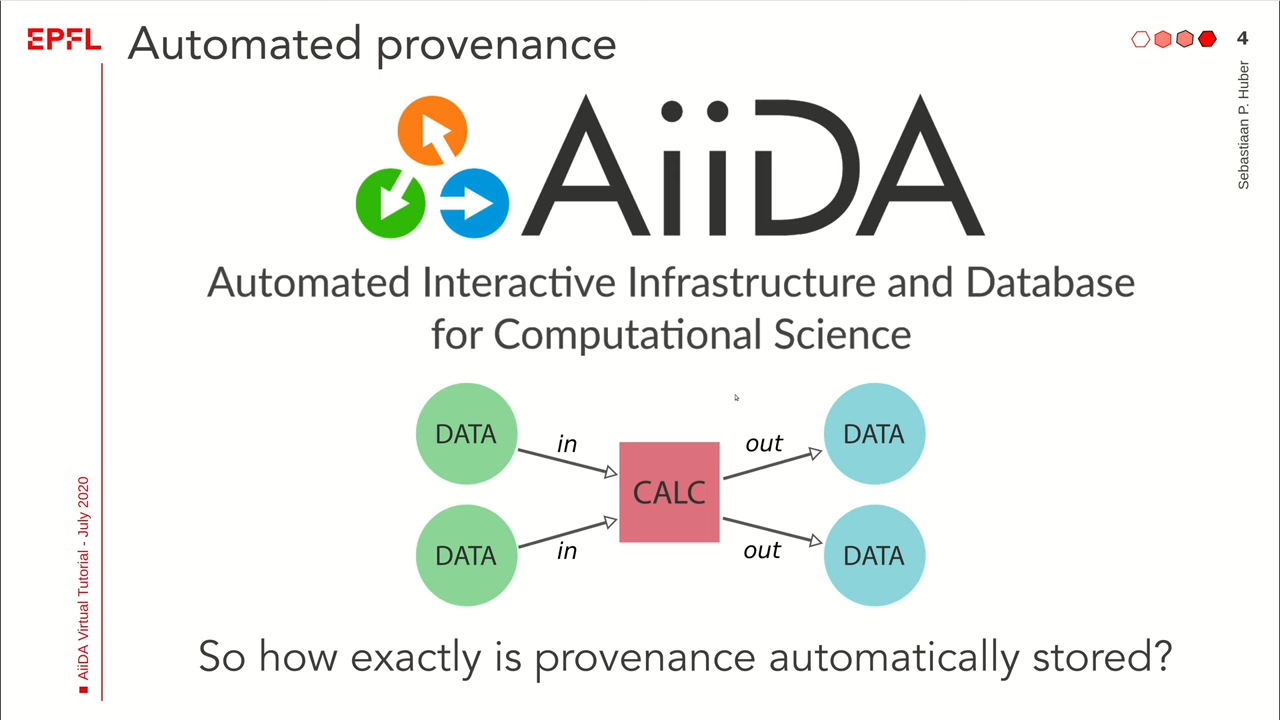 EPFL
Automated provenance
4
Sebastiaan P. Huber
AiiDA
Automated Interactive Infrastructure and Database
for Computational Science
DATA
in
out
DATA
CALC
DATA
in
out
DATA
AiiDA Virtual Tutorial - July 2020
So how exactly is provenance automatically stored?